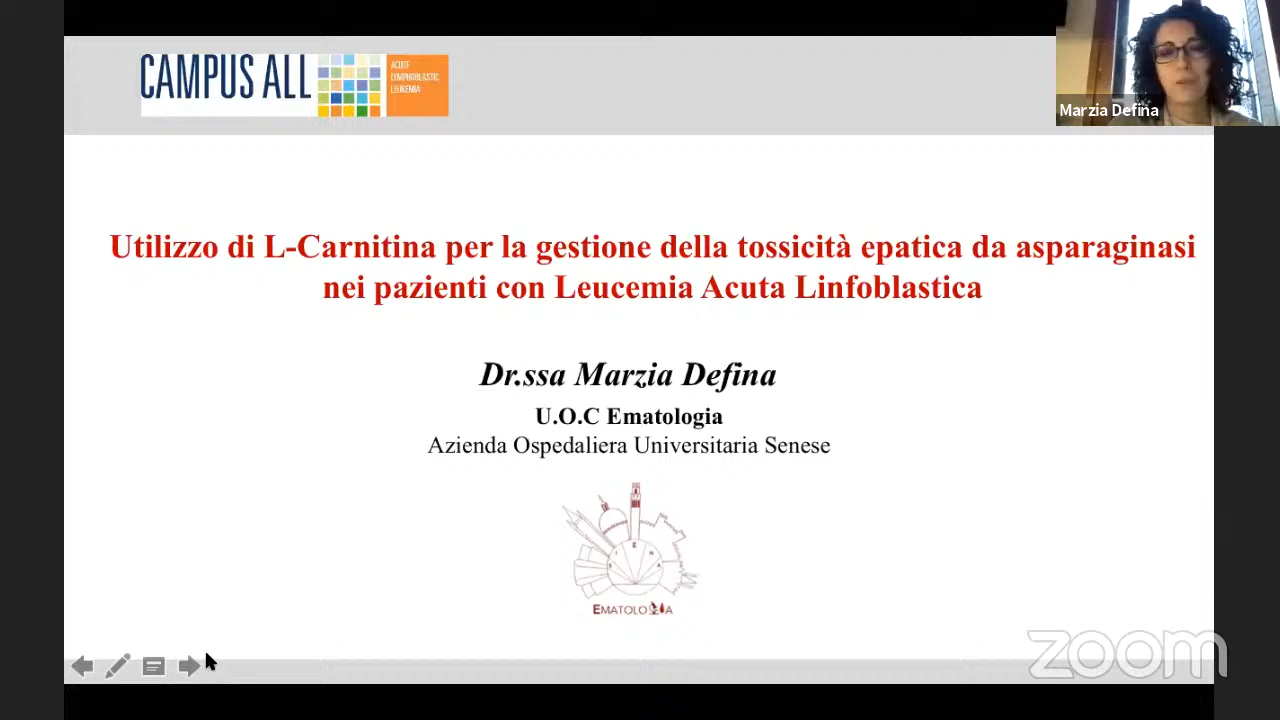 CAMPUS ALL
ACUTE
LYMPHOBLASTIC
LEUKEMIA
Marzia Defina
Utilizzo di L-Carnitina per la gestione della tossicità epatica da asparaginasi
nei pazienti con Leucemia Acuta Linfoblastica
Dr.ssa Marzia Defina
U.O.C Ematologia
Azienda Ospedaliera Universitaria Senese
S I E N A
EMATOLOGIA
zoom